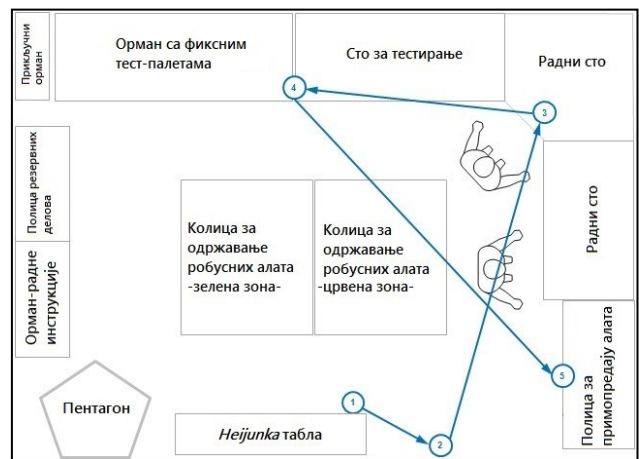 Прикључни
орман
Орман са фиксним
тест-палетама
Сто за тестирање
Радни сто
4
3
Полица резервних
делова
Орман-радне
инструкције
Колица за
одржавање
робусних алата
-зелена зона-
Колица за
одржавање
робусних алата
-црвена зона-
Радни сто
5
Полица за
примопредају алата
Пентагон
1
Heijunka табла
2